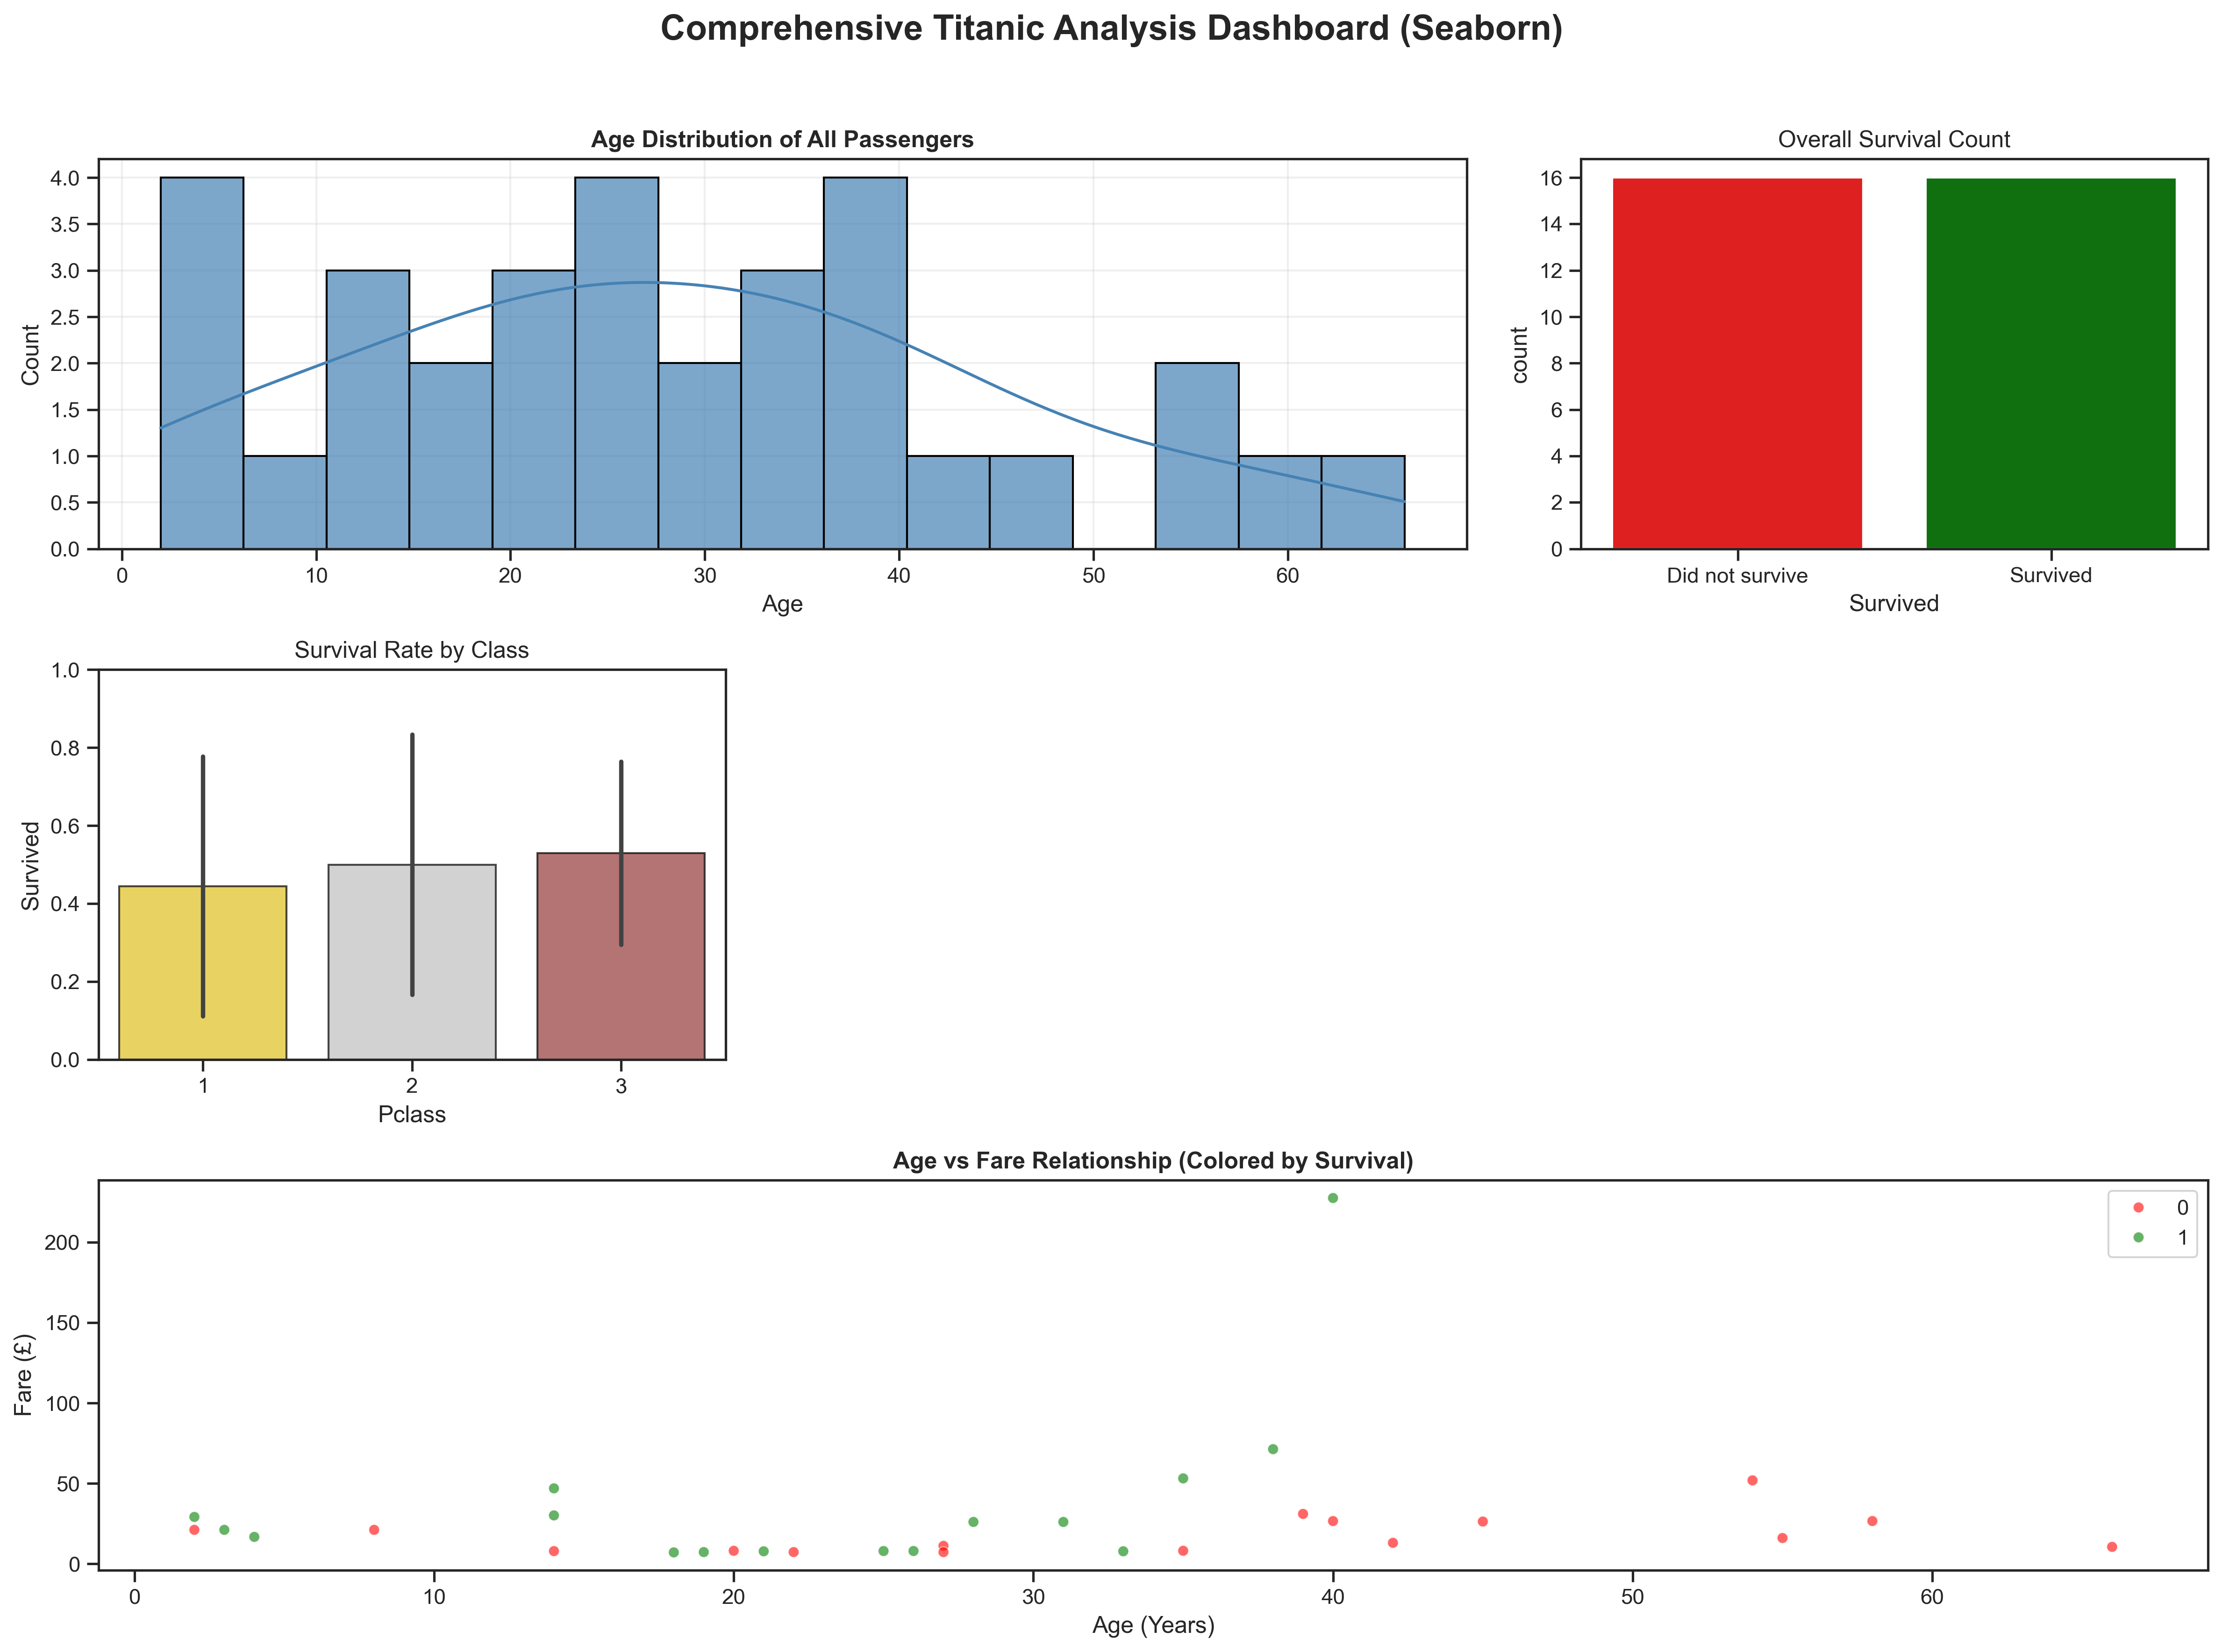 Comprehensive Titanic Analysis Dashboard (Seaborn)
Age Distribution of All Passengers
Count
4.0
3.5
3.0
2.5
2.0
1.5
1.0
0.5
0.0
0 10 20 30 40 50 60
Age
Overall Survival Count
count
16
14
12
10
8
6
4
2
0
Did not survive Survived
Survived
Survival Rate by Class
Survived
1.0
0.8
0.6
0.4
0.2
0.0
1 2 3
Pclass
Age vs Fare Relationship (Colored by Survival)
Fare (£)
200
150
100
50
0
0 10 20 30 40 50 60
Age (Years)
0
1